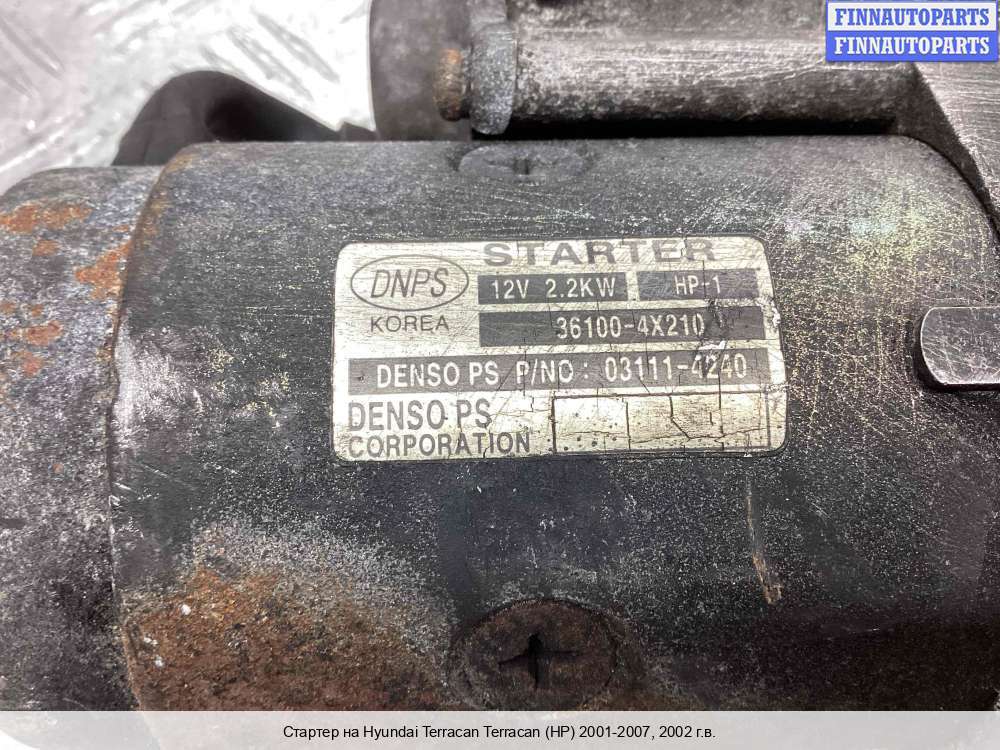 FINNAUTOPARTS
FINNAUTOPARTS
STARTER
DNPS
12V 2.2KW HP-1
KOREA
36100-4X210
DENSO PS P/NO: 03111-4240
DENSO PS
CORPORATION
Стартер на Hyundai Terracan Terracan (HP) 2001-2007, 2002 г.в.